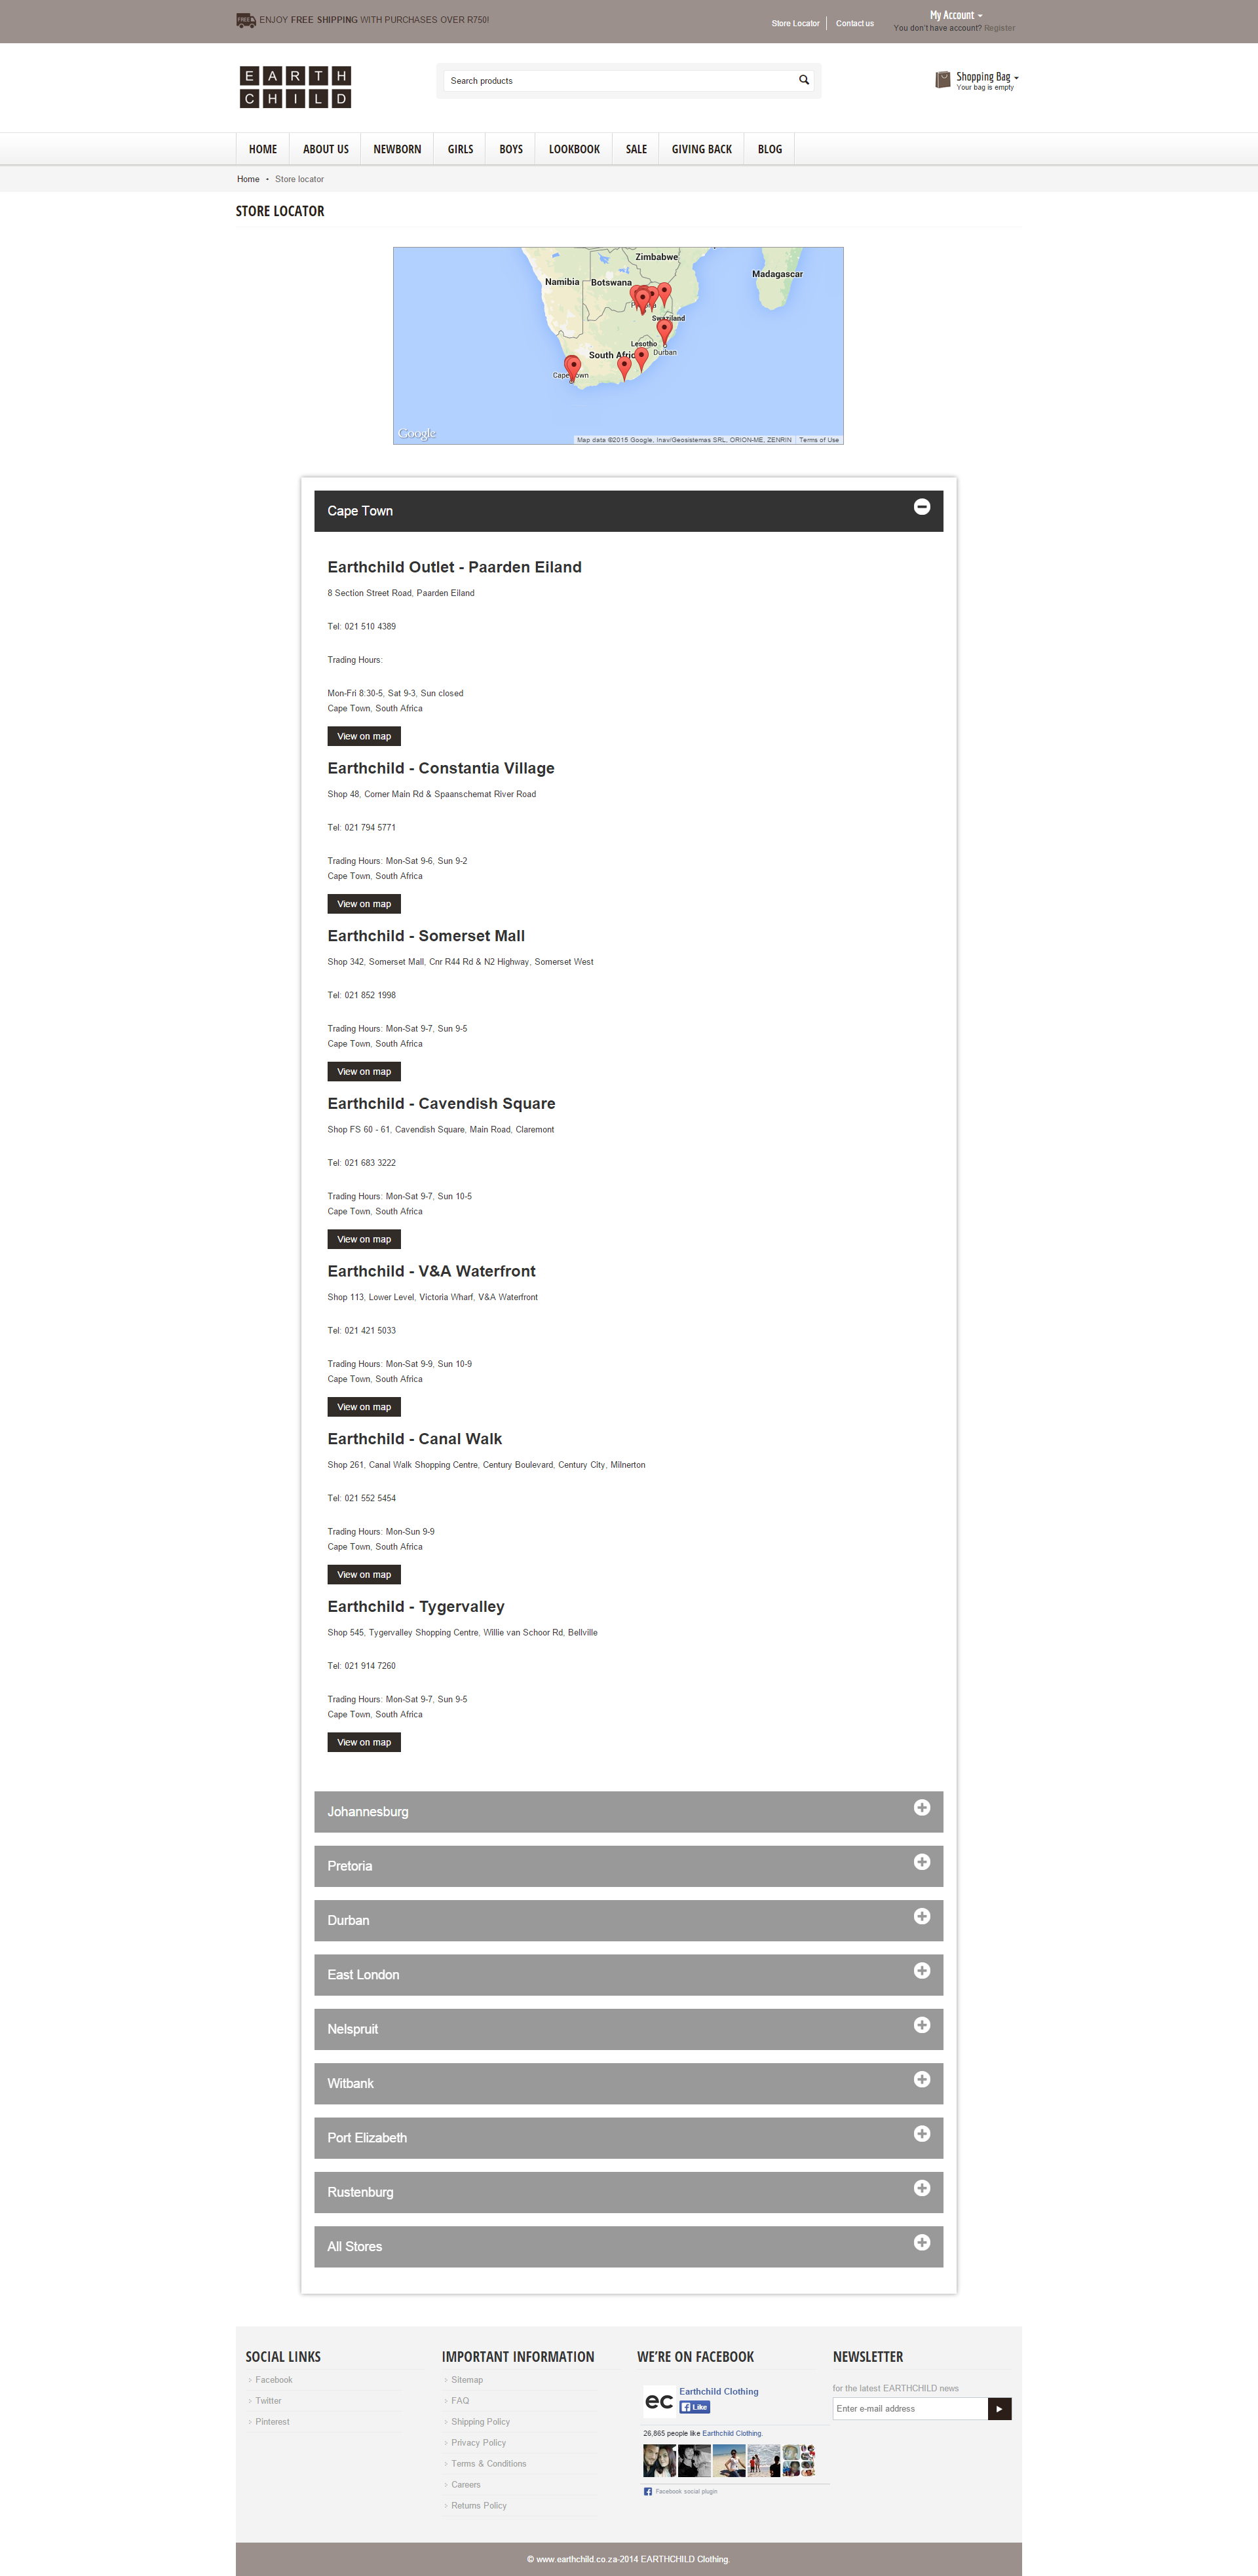 FREE ENJOY FREE SHIPPING WITH PURCHASES OVER R750!
Store Locator Contact us
My Account
You don't have account? Register
EARTH
CHILD
Search products
Shopping Bag
Your bag is empty
HOME ABOUT US NEWBORN GIRLS BOYS LOOKBOOK SALE GIVING BACK BLOG
Home • Store locator
STORE LOCATOR
Zimbabwe
Madagascar
Namibia Botswana
Swaziland
Lesotho
Durban
South Afric
Cape Town
Google
Map data ©2015 Google, Inav/Geosistemas SRL, ORION-ME, ZENRIN Terms of Use
Cape Town
Earthchild Outlet - Paarden Eiland
8 Section Street Road, Paarden Eiland
Tel: 021 510 4389
Trading Hours:
Mon-Fri 8:30-5, Sat 9-3, Sun closed
Cape Town, South Africa
View on map
Earthchild - Constantia Village
Shop 48, Corner Main Rd & Spaanschemat River Road
Tel: 021 794 5771
Trading Hours: Mon-Sat 9-6, Sun 9-2
Cape Town, South Africa
View on map
Earthchild - Somerset Mall
Shop 342, Somerset Mall, Cnr R44 Rd & N2 Highway, Somerset West
Tel: 021 852 1998
Trading Hours: Mon-Sat 9-7, Sun 9-5
Cape Town, South Africa
View on map
Earthchild - Cavendish Square
Shop FS 60 - 61, Cavendish Square, Main Road, Claremont
Tel: 021 683 3222
Trading Hours: Mon-Sat 9-7, Sun 10-5
Cape Town, South Africa
View on map
Earthchild - V&A Waterfront
Shop 113, Lower Level, Victoria Wharf, V&A Waterfront
Tel: 021 421 5033
Trading Hours: Mon-Sat 9-9, Sun 10-9
Cape Town, South Africa
View on map
Earthchild - Canal Walk
Shop 261, Canal Walk Shopping Centre, Century Boulevard, Century City, Milnerton
Tel: 021 552 5454
Trading Hours: Mon-Sun 9-9
Cape Town, South Africa
View on map
Earthchild - Tygervalley
Shop 545, Tygervalley Shopping Centre, Willie van Schoor Rd, Bellville
Tel: 021 914 7260
Trading Hours: Mon-Sat 9-7, Sun 9-5
Cape Town, South Africa
View on map
Johannesburg
Pretoria
Durban
East London
Nelspruit
Witbank
Port Elizabeth
Rustenburg
All Stores
SOCIAL LINKS
Facebook
Twitter
Pinterest
IMPORTANT INFORMATION
Sitemap
FAQ
Shipping Policy
Privacy Policy
Terms & Conditions
Careers
Returns Policy
WE'RE ON FACEBOOK
ec
Earthchild Clothing
Like
26,865 people like Earthchild Clothing.
Facebook social plugin
NEWSLETTER
for the latest EARTHCHILD news
Enter e-mail address
© www.earthchild.co.za-2014 EARTHCHILD Clothing.